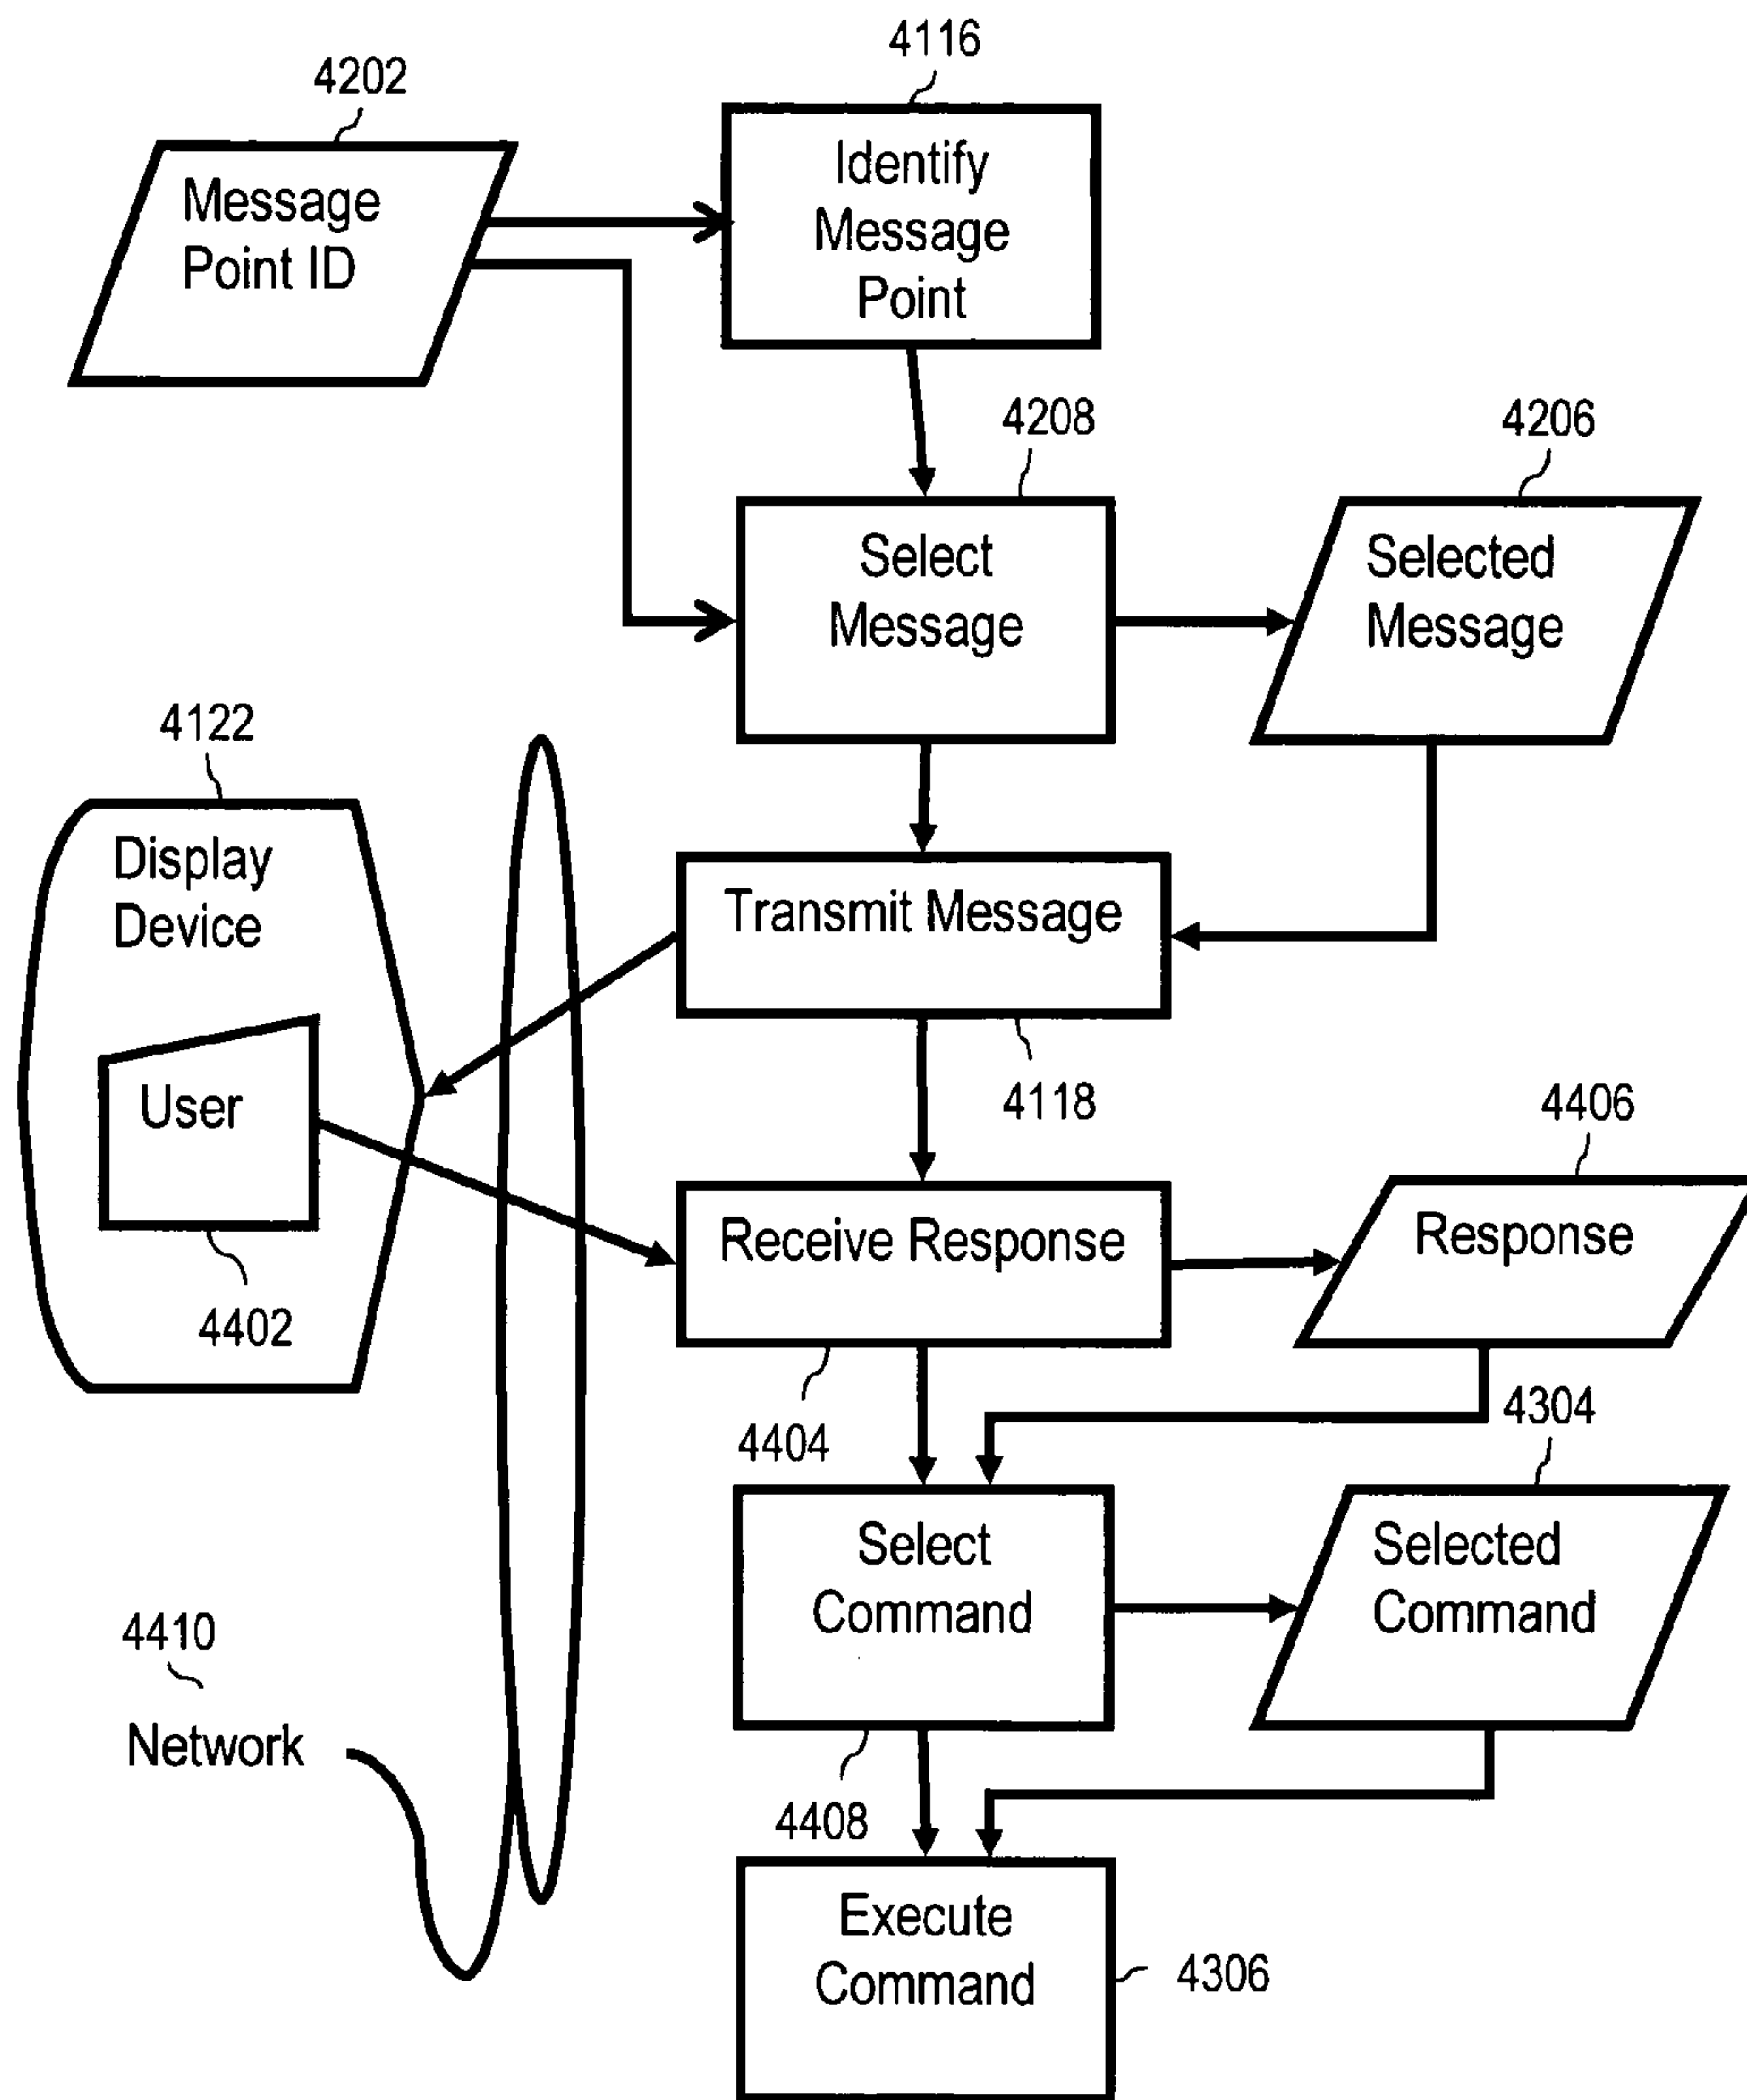 4116
4202
Identify
Message
Point
Message
Point ID
4208
4206
Select
Message
Selected
Message
4122
Display
Device
Transmit Message
User
4118
4406
Receive Response
Response
4402
4404
4304
Select
Command
Selected
Command
4410
Network
4408
Execute
Command
4306